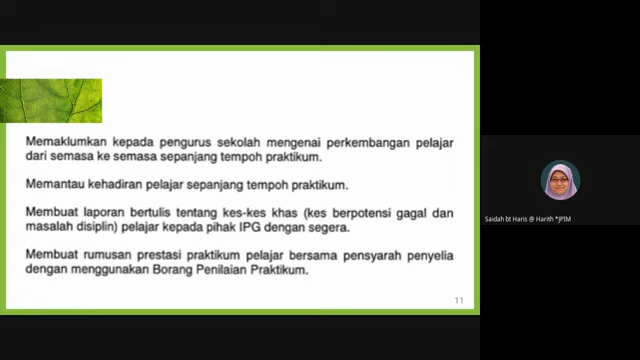 Memaklumkan kepada pengurus sekolah mengenai perkembangan pelajar
dari semasa ke semasa sepanjang tempoh praktikum.
Memantau kehadiran pelajar sepanjang tempoh praktikum.
Membuat laporan bertulis tentang kes-kes khas (kes berpotensi gagal dan
masalah disiplin) pelajar kepada pihak IPG dengan segera.
Membuat rumusan prestasi praktikum pelajar bersama pensyarah penyelia
dengan menggunakan Borang Penilaian Praktikum.
11
Saidah bt Haris @ Harith *JPIM